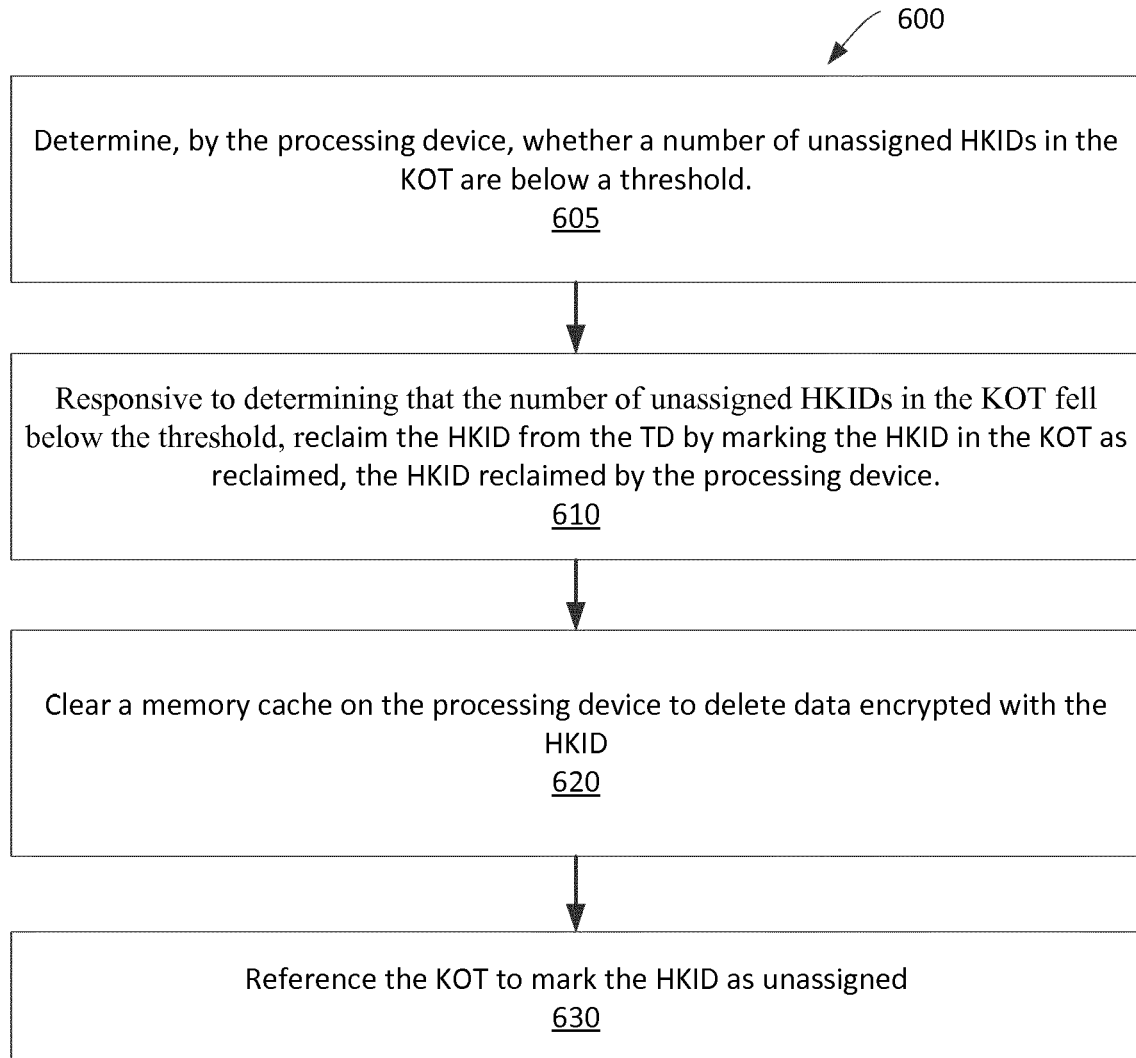 600
Determine, by the processing device, whether a number of unassigned HKIDs in the
KOT are below a threshold.
605
Responsive to determining that the number of unassigned HKIDs in the KOT fell
below the threshold, reclaim the HKID from the TD by marking the HKID in the KOT as
reclaimed, the HKID reclaimed by the processing device.
610
Clear a memory cache on the processing device to delete data encrypted with the
HKID
620
Reference the KOT to mark the HKID as unassigned
630